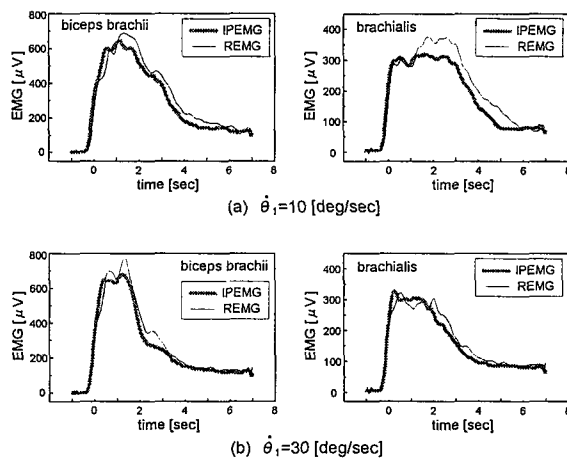 biceps brachii
IPEMG
REMG
EMG [μV]
800
600
400
200
0
0 2 4 6 8
time [sec]
brachialis
IPEMG
REMG
EMG [μV]
400
300
200
100
0
0 2 4 6 8
time [sec]
(a) θ̇₁=10 [deg/sec]
biceps brachii
IPEMG
REMG
EMG [μV]
800
600
400
200
0
0 2 4 6 8
time [sec]
brachialis
IPEMG
REMG
EMG [μV]
400
300
200
100
0
0 2 4 6 8
time [sec]
(b) θ̇₁=30 [deg/sec]